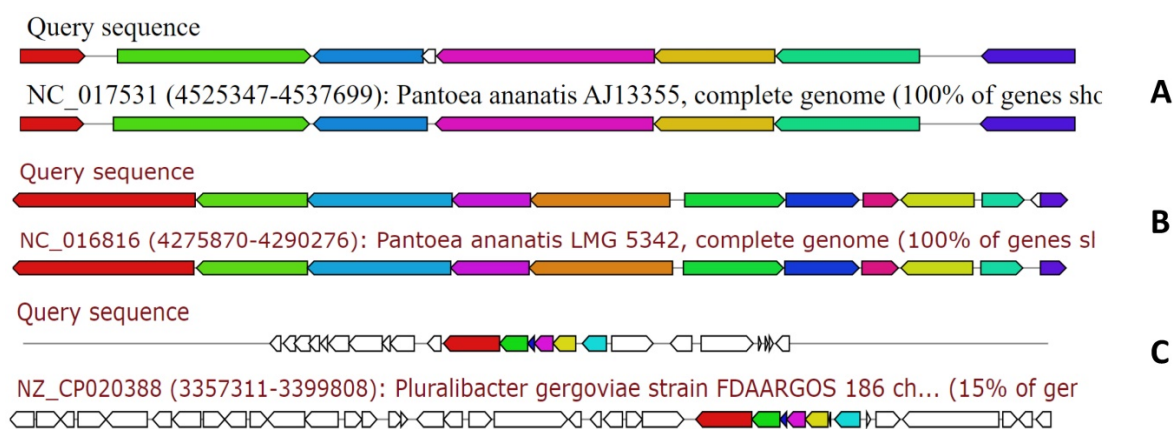 Query sequence
NC_017531 (4525347-4537699): Pantoea ananatis AJ13355, complete genome (100% of genes sho
A
Query sequence
NC_016816 (4275870-4290276): Pantoea ananatis LMG 5342, complete genome (100% of genes sl
B
Query sequence
C
NZ_CP020388 (3357311-3399808): Pluralibacter gergoviae strain FDAARGOS 186 ch... (15% of ger